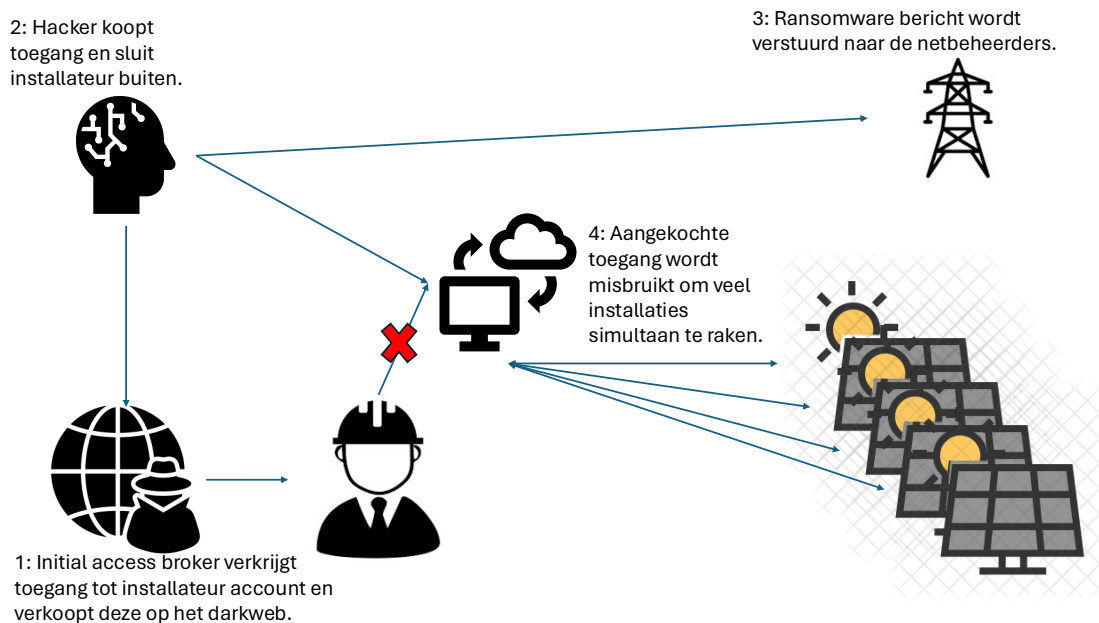 2: Hacker koopt
toegang en sluit
installateur buiten.
3: Ransomware bericht wordt
verstuurd naar de netbeheerders.
4: Aangekochte
toegang wordt
misbruikt om veel
installaties
simultaan te raken.
1: Initial access broker verkrijgt
toegang tot installateur account en
verkoopt deze op het darkweb.